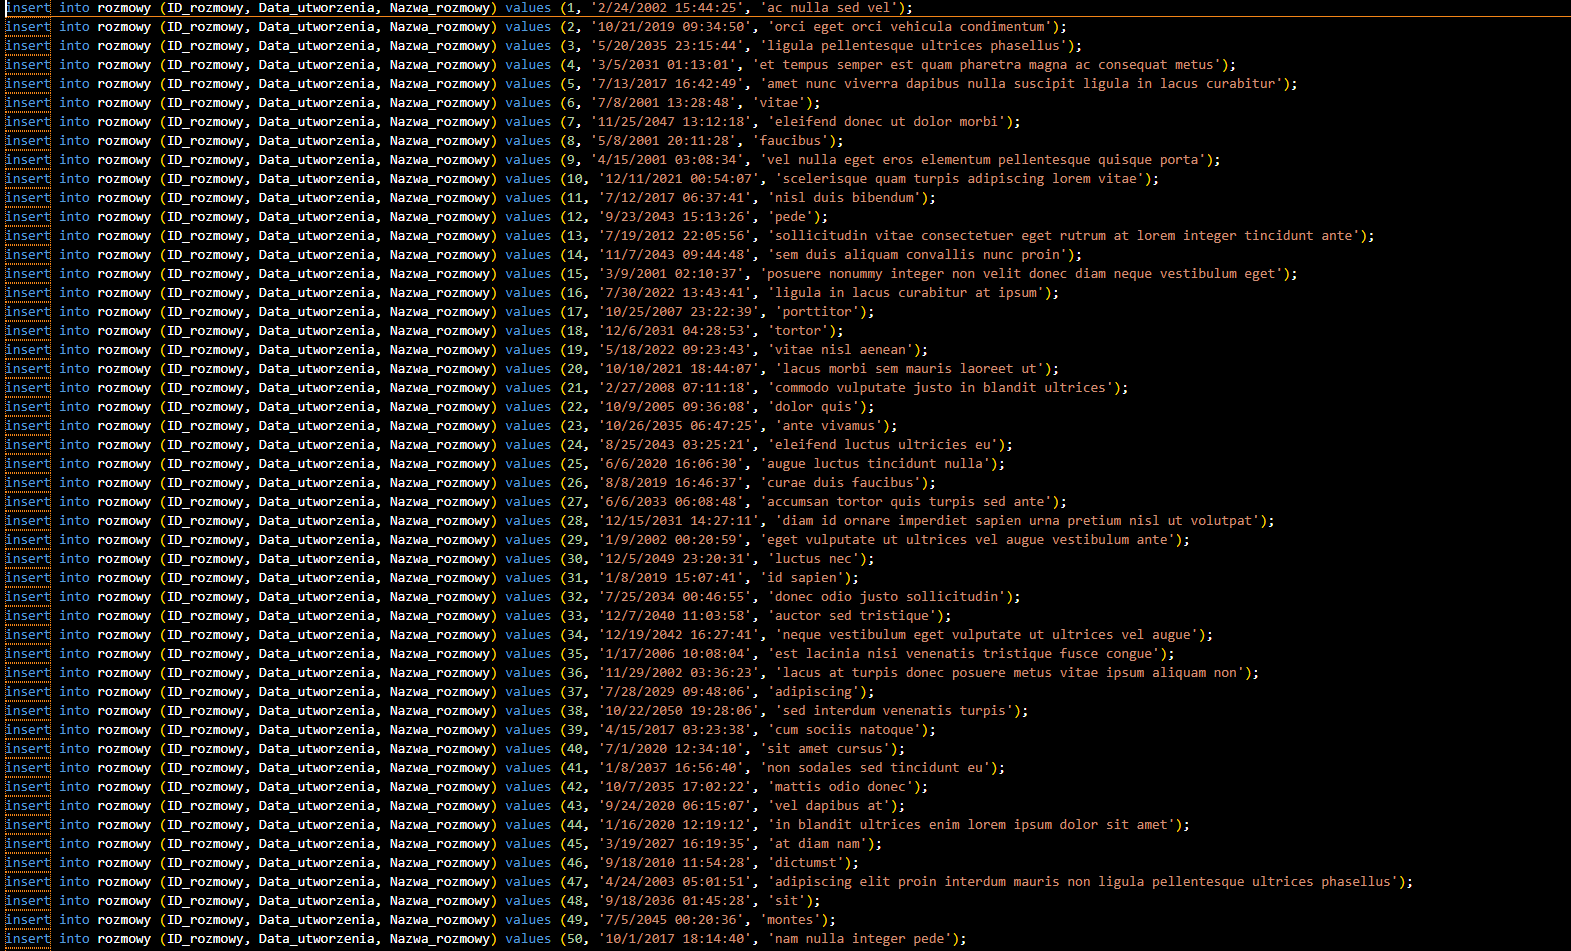 insert into rozmowy (ID_rozmowy, Data_utworzenia, Nazwa_rozmowy) values (1, '2/24/2002 15:44:25', 'ac nulla sed vel');
insert into rozmowy (ID_rozmowy, Data_utworzenia, Nazwa_rozmowy) values (2, '10/21/2019 09:34:50', 'orci eget orci vehicula condimentum');
insert into rozmowy (ID_rozmowy, Data_utworzenia, Nazwa_rozmowy) values (3, '5/20/2035 23:15:44', 'ligula pellentesque ultrices phasellus');
insert into rozmowy (ID_rozmowy, Data_utworzenia, Nazwa_rozmowy) values (4, '3/5/2031 01:13:01', 'et tempus semper est quam pharetra magna ac consequat metus');
insert into rozmowy (ID_rozmowy, Data_utworzenia, Nazwa_rozmowy) values (5, '7/13/2017 16:42:49', 'amet nunc viverra dapibus nulla suscipit ligula in lacus curabitur');
insert into rozmowy (ID_rozmowy, Data_utworzenia, Nazwa_rozmowy) values (6, '7/8/2001 13:28:48', 'vitae');
insert into rozmowy (ID_rozmowy, Data_utworzenia, Nazwa_rozmowy) values (7, '11/25/2047 13:12:18', 'eleifend donec ut dolor morbi');
insert into rozmowy (ID_rozmowy, Data_utworzenia, Nazwa_rozmowy) values (8, '5/8/2001 20:11:28', 'faucibus');
insert into rozmowy (ID_rozmowy, Data_utworzenia, Nazwa_rozmowy) values (9, '4/15/2001 03:08:34', 'vel nulla eget eros elementum pellentesque quisque porta');
insert into rozmowy (ID_rozmowy, Data_utworzenia, Nazwa_rozmowy) values (10, '12/11/2021 00:54:07', 'scelerisque quam turpis adipiscing lorem vitae');
insert into rozmowy (ID_rozmowy, Data_utworzenia, Nazwa_rozmowy) values (11, '7/12/2017 06:37:41', 'nisl duis bibendum');
insert into rozmowy (ID_rozmowy, Data_utworzenia, Nazwa_rozmowy) values (12, '9/23/2043 15:13:26', 'pede');
insert into rozmowy (ID_rozmowy, Data_utworzenia, Nazwa_rozmowy) values (13, '7/19/2012 22:05:56', 'sollicitudin vitae consectetuer eget rutrum at lorem integer tincidunt ante');
insert into rozmowy (ID_rozmowy, Data_utworzenia, Nazwa_rozmowy) values (14, '11/7/2043 09:44:48', 'sem duis aliquam convallis nunc proin');
insert into rozmowy (ID_rozmowy, Data_utworzenia, Nazwa_rozmowy) values (15, '3/9/2001 02:10:37', 'posuere nonummy integer non velit donec diam neque vestibulum eget');
insert into rozmowy (ID_rozmowy, Data_utworzenia, Nazwa_rozmowy) values (16, '7/30/2022 13:43:41', 'ligula in lacus curabitur at ipsum');
insert into rozmowy (ID_rozmowy, Data_utworzenia, Nazwa_rozmowy) values (17, '10/25/2007 23:22:39', 'porttitor');
insert into rozmowy (ID_rozmowy, Data_utworzenia, Nazwa_rozmowy) values (18, '12/6/2031 04:28:53', 'tortor');
insert into rozmowy (ID_rozmowy, Data_utworzenia, Nazwa_rozmowy) values (19, '5/18/2022 09:23:43', 'vitae nisl aenean');
insert into rozmowy (ID_rozmowy, Data_utworzenia, Nazwa_rozmowy) values (20, '10/10/2021 18:44:07', 'lacus morbi sem mauris laoreet ut');
insert into rozmowy (ID_rozmowy, Data_utworzenia, Nazwa_rozmowy) values (21, '2/27/2008 07:11:18', 'commodo vulputate justo in blandit ultrices');
insert into rozmowy (ID_rozmowy, Data_utworzenia, Nazwa_rozmowy) values (22, '10/9/2005 09:36:08', 'dolor quis');
insert into rozmowy (ID_rozmowy, Data_utworzenia, Nazwa_rozmowy) values (23, '10/26/2035 06:47:25', 'ante vivamus');
insert into rozmowy (ID_rozmowy, Data_utworzenia, Nazwa_rozmowy) values (24, '8/25/2043 03:25:21', 'eleifend luctus ultricies eu');
insert into rozmowy (ID_rozmowy, Data_utworzenia, Nazwa_rozmowy) values (25, '6/6/2020 16:06:30', 'augue luctus tincidunt nulla');
insert into rozmowy (ID_rozmowy, Data_utworzenia, Nazwa_rozmowy) values (26, '8/8/2019 16:46:37', 'curae duis faucibus');
insert into rozmowy (ID_rozmowy, Data_utworzenia, Nazwa_rozmowy) values (27, '6/6/2033 06:08:48', 'accumsan tortor quis turpis sed ante');
insert into rozmowy (ID_rozmowy, Data_utworzenia, Nazwa_rozmowy) values (28, '12/15/2031 14:27:11', 'diam id ornare imperdiet sapien urna pretium nisl ut volutpat');
insert into rozmowy (ID_rozmowy, Data_utworzenia, Nazwa_rozmowy) values (29, '1/9/2002 00:20:59', 'eget vulputate ut ultrices vel augue vestibulum ante');
insert into rozmowy (ID_rozmowy, Data_utworzenia, Nazwa_rozmowy) values (30, '12/5/2049 23:20:31', 'luctus nec');
insert into rozmowy (ID_rozmowy, Data_utworzenia, Nazwa_rozmowy) values (31, '1/8/2019 15:07:41', 'id sapien');
insert into rozmowy (ID_rozmowy, Data_utworzenia, Nazwa_rozmowy) values (32, '7/25/2034 00:46:55', 'donec odio justo sollicitudin');
insert into rozmowy (ID_rozmowy, Data_utworzenia, Nazwa_rozmowy) values (33, '12/7/2040 11:03:58', 'auctor sed tristique');
insert into rozmowy (ID_rozmowy, Data_utworzenia, Nazwa_rozmowy) values (34, '12/19/2042 16:27:41', 'neque vestibulum eget vulputate ut ultrices vel augue');
insert into rozmowy (ID_rozmowy, Data_utworzenia, Nazwa_rozmowy) values (35, '1/17/2006 10:08:04', 'est lacinia nisi venenatis tristique fusce congue');
insert into rozmowy (ID_rozmowy, Data_utworzenia, Nazwa_rozmowy) values (36, '11/29/2002 03:36:23', 'lacus at turpis donec posuere metus vitae ipsum aliquam non');
insert into rozmowy (ID_rozmowy, Data_utworzenia, Nazwa_rozmowy) values (37, '7/28/2029 09:48:06', 'adipiscing');
insert into rozmowy (ID_rozmowy, Data_utworzenia, Nazwa_rozmowy) values (38, '10/22/2050 19:28:06', 'sed interdum venenatis turpis');
insert into rozmowy (ID_rozmowy, Data_utworzenia, Nazwa_rozmowy) values (39, '4/15/2017 03:23:38', 'cum sociis natoque');
insert into rozmowy (ID_rozmowy, Data_utworzenia, Nazwa_rozmowy) values (40, '7/1/2020 12:34:10', 'sit amet cursus');
insert into rozmowy (ID_rozmowy, Data_utworzenia, Nazwa_rozmowy) values (41, '1/8/2037 16:56:40', 'non sodales sed tincidunt eu');
insert into rozmowy (ID_rozmowy, Data_utworzenia, Nazwa_rozmowy) values (42, '10/7/2035 17:02:22', 'mattis odio donec');
insert into rozmowy (ID_rozmowy, Data_utworzenia, Nazwa_rozmowy) values (43, '9/24/2020 06:15:07', 'vel dapibus at');
insert into rozmowy (ID_rozmowy, Data_utworzenia, Nazwa_rozmowy) values (44, '1/16/2020 12:19:12', 'in blandit ultrices enim lorem ipsum dolor sit amet');
insert into rozmowy (ID_rozmowy, Data_utworzenia, Nazwa_rozmowy) values (45, '3/19/2027 16:19:35', 'at diam nam');
insert into rozmowy (ID_rozmowy, Data_utworzenia, Nazwa_rozmowy) values (46, '9/18/2010 11:54:28', 'dictumst');
insert into rozmowy (ID_rozmowy, Data_utworzenia, Nazwa_rozmowy) values (47, '4/24/2003 05:01:51', 'adipiscing elit proin interdum mauris non ligula pellentesque ultrices phasellus');
insert into rozmowy (ID_rozmowy, Data_utworzenia, Nazwa_rozmowy) values (48, '9/18/2036 01:45:28', 'sit');
insert into rozmowy (ID_rozmowy, Data_utworzenia, Nazwa_rozmowy) values (49, '7/5/2045 00:20:36', 'montes');
insert into rozmowy (ID_rozmowy, Data_utworzenia, Nazwa_rozmowy) values (50, '10/1/2017 18:14:40', 'nam nulla integer pede');